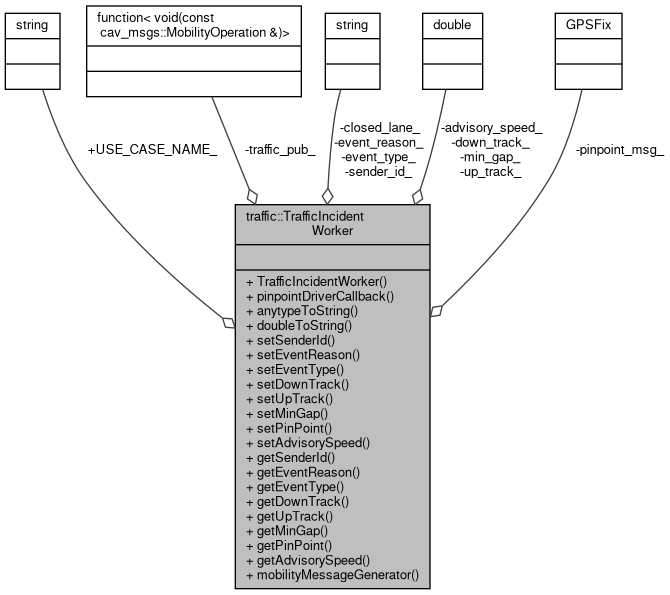 string
function< void(const
cav_msgs::MobilityOperation &)>
string
double
GPSFix
+USE_CASE_NAME_
-traffic_pub_
-closed_lane_
-event_reason_
-event_type_
-sender_id_
-advisory_speed_
-down_track_
-min_gap_
-up_track_
-pinpoint_msg_
traffic::TrafficIncident
Worker
+ TrafficIncidentWorker()
+ pinpointDriverCallback()
+ anytypeToString()
+ doubleToString()
+ setSenderId()
+ setEventReason()
+ setEventType()
+ setDownTrack()
+ setUpTrack()
+ setMinGap()
+ setPinPoint()
+ setAdvisorySpeed()
+ getSenderId()
+ getEventReason()
+ getEventType()
+ getDownTrack()
+ getUpTrack()
+ getMinGap()
+ getPinPoint()
+ getAdvisorySpeed()
+ mobilityMessageGenerator()